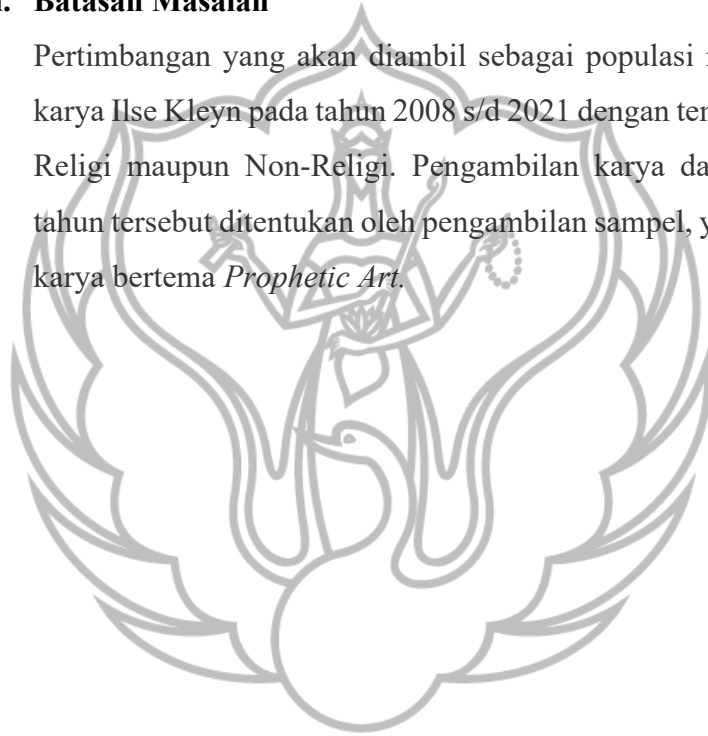 Batasan Masalah
Pertimbangan yang akan diambil sebagai populasi
karya Ilse Kleyn pada tahun 2008 s/d 2021 dengan
Religi maupun Non-Religi. Pengambilan karya
tahun tersebut ditentukan oleh pengambilan sampel,
karya bertema Prophetic Art.